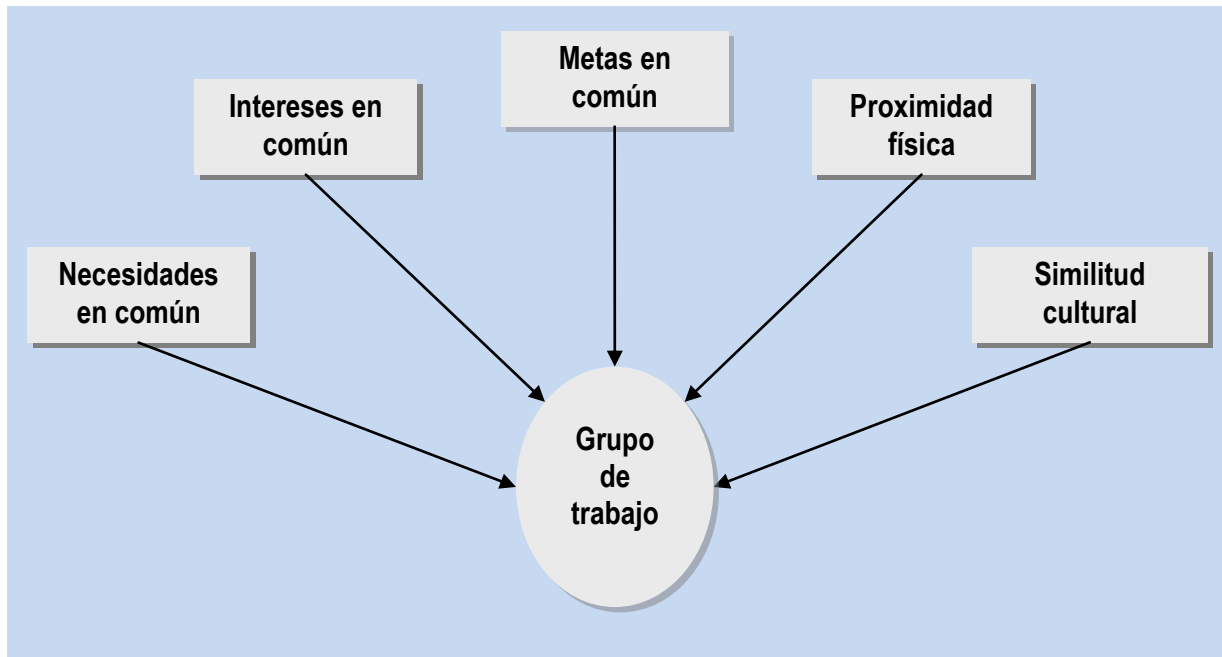 Metas en
común
Intereses en
común
Proximidad
física
Necesidades
en común
Similitud
cultural
Grupo
de
trabajo